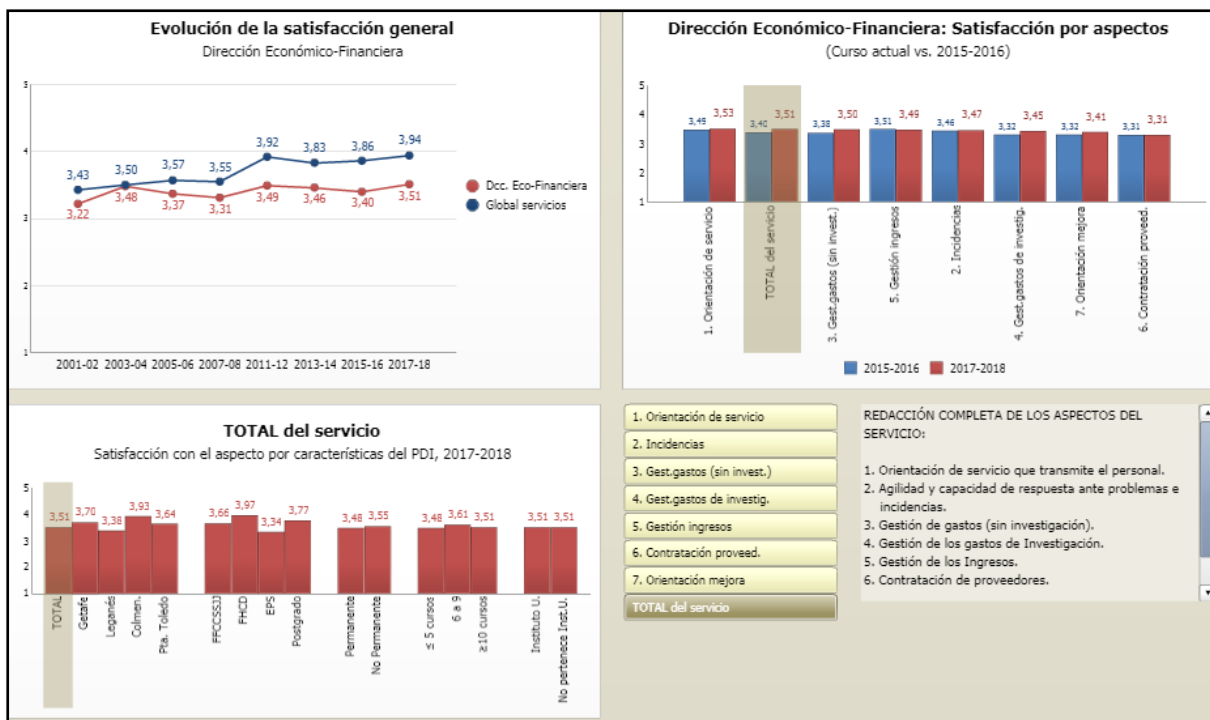 Evolución de la satisfacción general
Dirección Económico-Financiera
5
4
3
2
1
3,43 3,50 3,57 3,55 3,92 3,83 3,86 3,94
3,22 3,48 3,37 3,31 3,49 3,46 3,40 3,51
2001-02 2003-04 2005-06 2007-08 2011-12 2013-14 2015-16 2017-18
Dcc. Eco-Financiera
Global servicios
Dirección Económico-Financiera: Satisfacción por aspectos
(Curso actual vs. 2015-2016)
5
4
3
2
1
3,49 3,53 3,40 3,51 3,38 3,50 3,51 3,49 3,46 3,47 3,32 3,45 3,32 3,41 3,31 3,31
1. Orientación de servicio
TOTAL del servicio
3. Gest.gastos (sin invest.)
5. Gestión ingresos
2. Incidencias
4. Gest.gastos de investig.
7. Orientación mejora
6. Contratación proveed.
2015-2016 2017-2018
TOTAL del servicio
Satisfacción con el aspecto por características del PDI, 2017-2018
5
4
3
2
1
3,51 3,70 3,38 3,93 3,64 3,66 3,97 3,34 3,77 3,48 3,55 3,48 3,61 3,51 3,51 3,51
TOTAL
Getafe
Leganés
Colmen.
Pta. Toledo
FFCCSSJJ
FHCD
EPS
Postgrado
Permanente
No Permanente
≤ 5 cursos
6 a 9
≥10 cursos
Instituto U.
No pertenece Inst.U.
1. Orientación de servicio
2. Incidencias
3. Gest.gastos (sin invest.)
4. Gest.gastos de investig.
5. Gestión ingresos
6. Contratación proveed.
7. Orientación mejora
TOTAL del servicio
REDACCIÓN COMPLETA DE LOS ASPECTOS DEL
SERVICIO:
1. Orientación de servicio que transmite el personal.
2. Agilidad y capacidad de respuesta ante problemas e
incidencias.
3. Gestión de gastos (sin investigación).
4. Gestión de los gastos de Investigación.
5. Gestión de los Ingresos.
6. Contratación de proveedores.